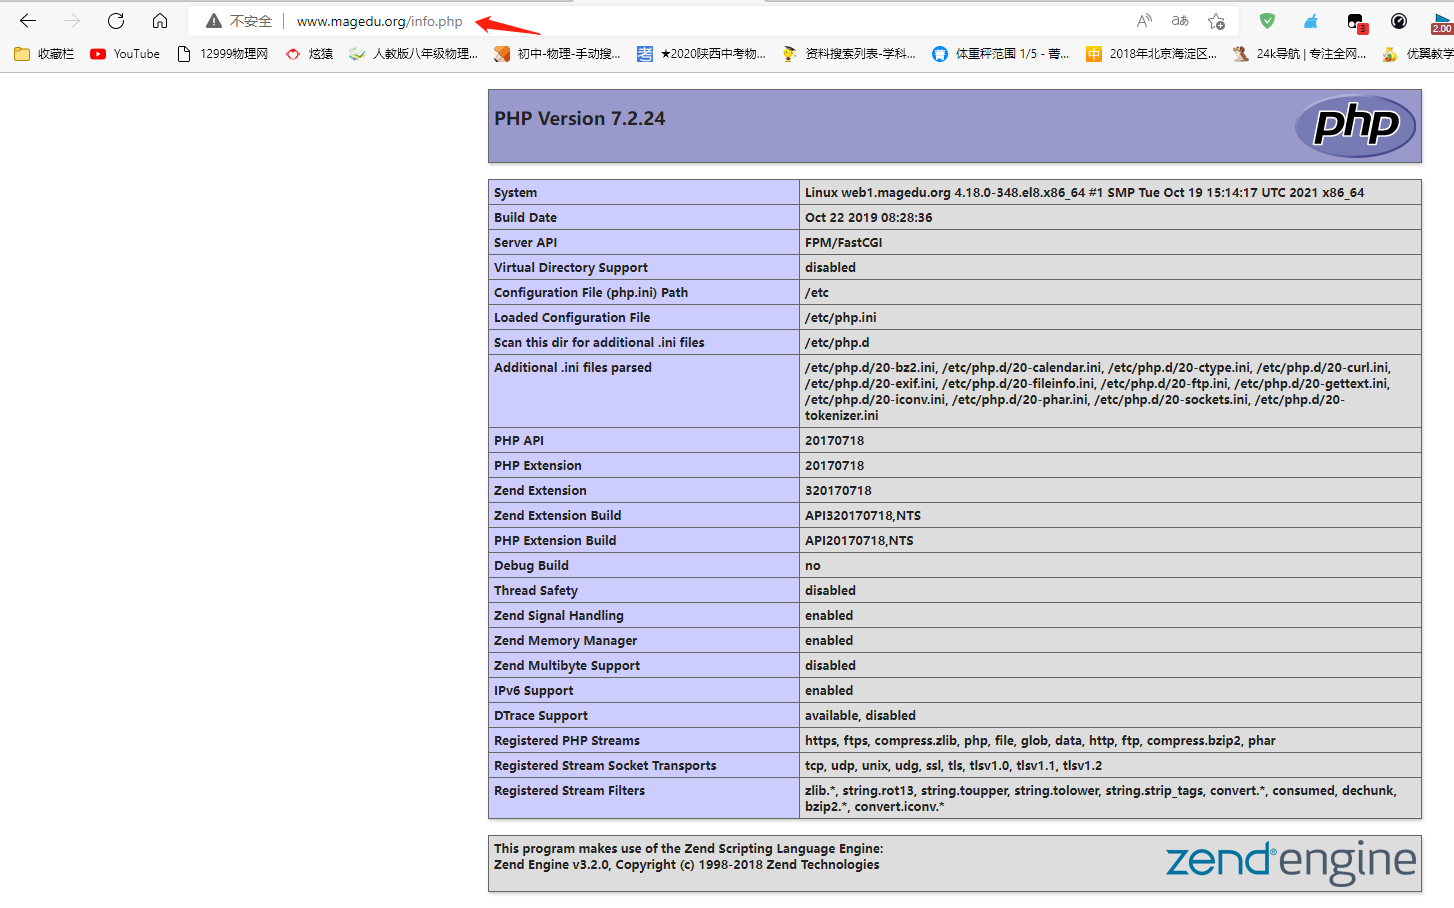 不安全 www.magedu.org/info.php aあ
3 2.00
收藏栏 YouTube 12999物理网 炫猿 人教版八年级物理... 初中-物理-手动搜... 考 ★2020陕西中考物... 资料搜索列表-学科... 体重秤范围 1/5 - 菁... 中 2018年北京海淀区... 24k导航 | 专注全网... 优翼教学
PHP Version 7.2.24 php
System Linux web1.magedu.org 4.18.0-348.el8.x86_64 #1 SMP Tue Oct 19 15:14:17 UTC 2021 x86_64
Build Date Oct 22 2019 08:28:36
Server API FPM/FastCGI
Virtual Directory Support disabled
Configuration File (php.ini) Path /etc
Loaded Configuration File /etc/php.ini
Scan this dir for additional .ini files /etc/php.d
Additional .ini files parsed /etc/php.d/20-bz2.ini, /etc/php.d/20-calendar.ini, /etc/php.d/20-ctype.ini, /etc/php.d/20-curl.ini,
/etc/php.d/20-exif.ini, /etc/php.d/20-fileinfo.ini, /etc/php.d/20-ftp.ini, /etc/php.d/20-gettext.ini,
/etc/php.d/20-iconv.ini, /etc/php.d/20-phar.ini, /etc/php.d/20-sockets.ini, /etc/php.d/20-
tokenizer.ini
PHP API 20170718
PHP Extension 20170718
Zend Extension 320170718
Zend Extension Build API320170718,NTS
PHP Extension Build API20170718,NTS
Debug Build no
Thread Safety disabled
Zend Signal Handling enabled
Zend Memory Manager enabled
Zend Multibyte Support disabled
IPv6 Support enabled
DTrace Support available, disabled
Registered PHP Streams https, ftps, compress.zlib, php, file, glob, data, http, ftp, compress.bzip2, phar
Registered Stream Socket Transports tcp, udp, unix, udg, ssl, tls, tlsv1.0, tlsv1.1, tlsv1.2
Registered Stream Filters zlib.*, string.rot13, string.toupper, string.tolower, string.strip_tags, convert.*, consumed, dechunk,
bzip2.*, convert.iconv.*
This program makes use of the Zend Scripting Language Engine:
Zend Engine v3.2.0, Copyright (c) 1998-2018 Zend Technologies
zend® engine